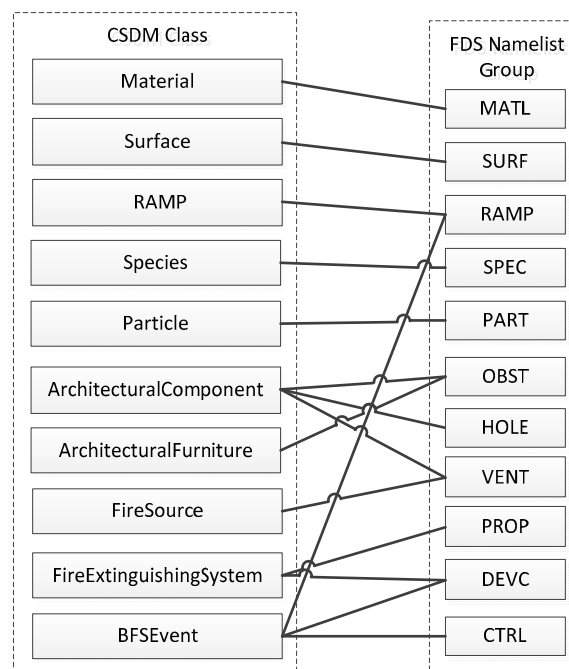 CSDM Class
Material
Surface
RAMP
Species
Particle
ArchitecturalComponent
ArchitecturalFurniture
FireSource
FireExtinguishingSystem
BFSEvent
FDS Namelist
Group
MATL
SURF
RAMP
SPEC
PART
OBST
HOLE
VENT
PROP
DEVC
CTRL